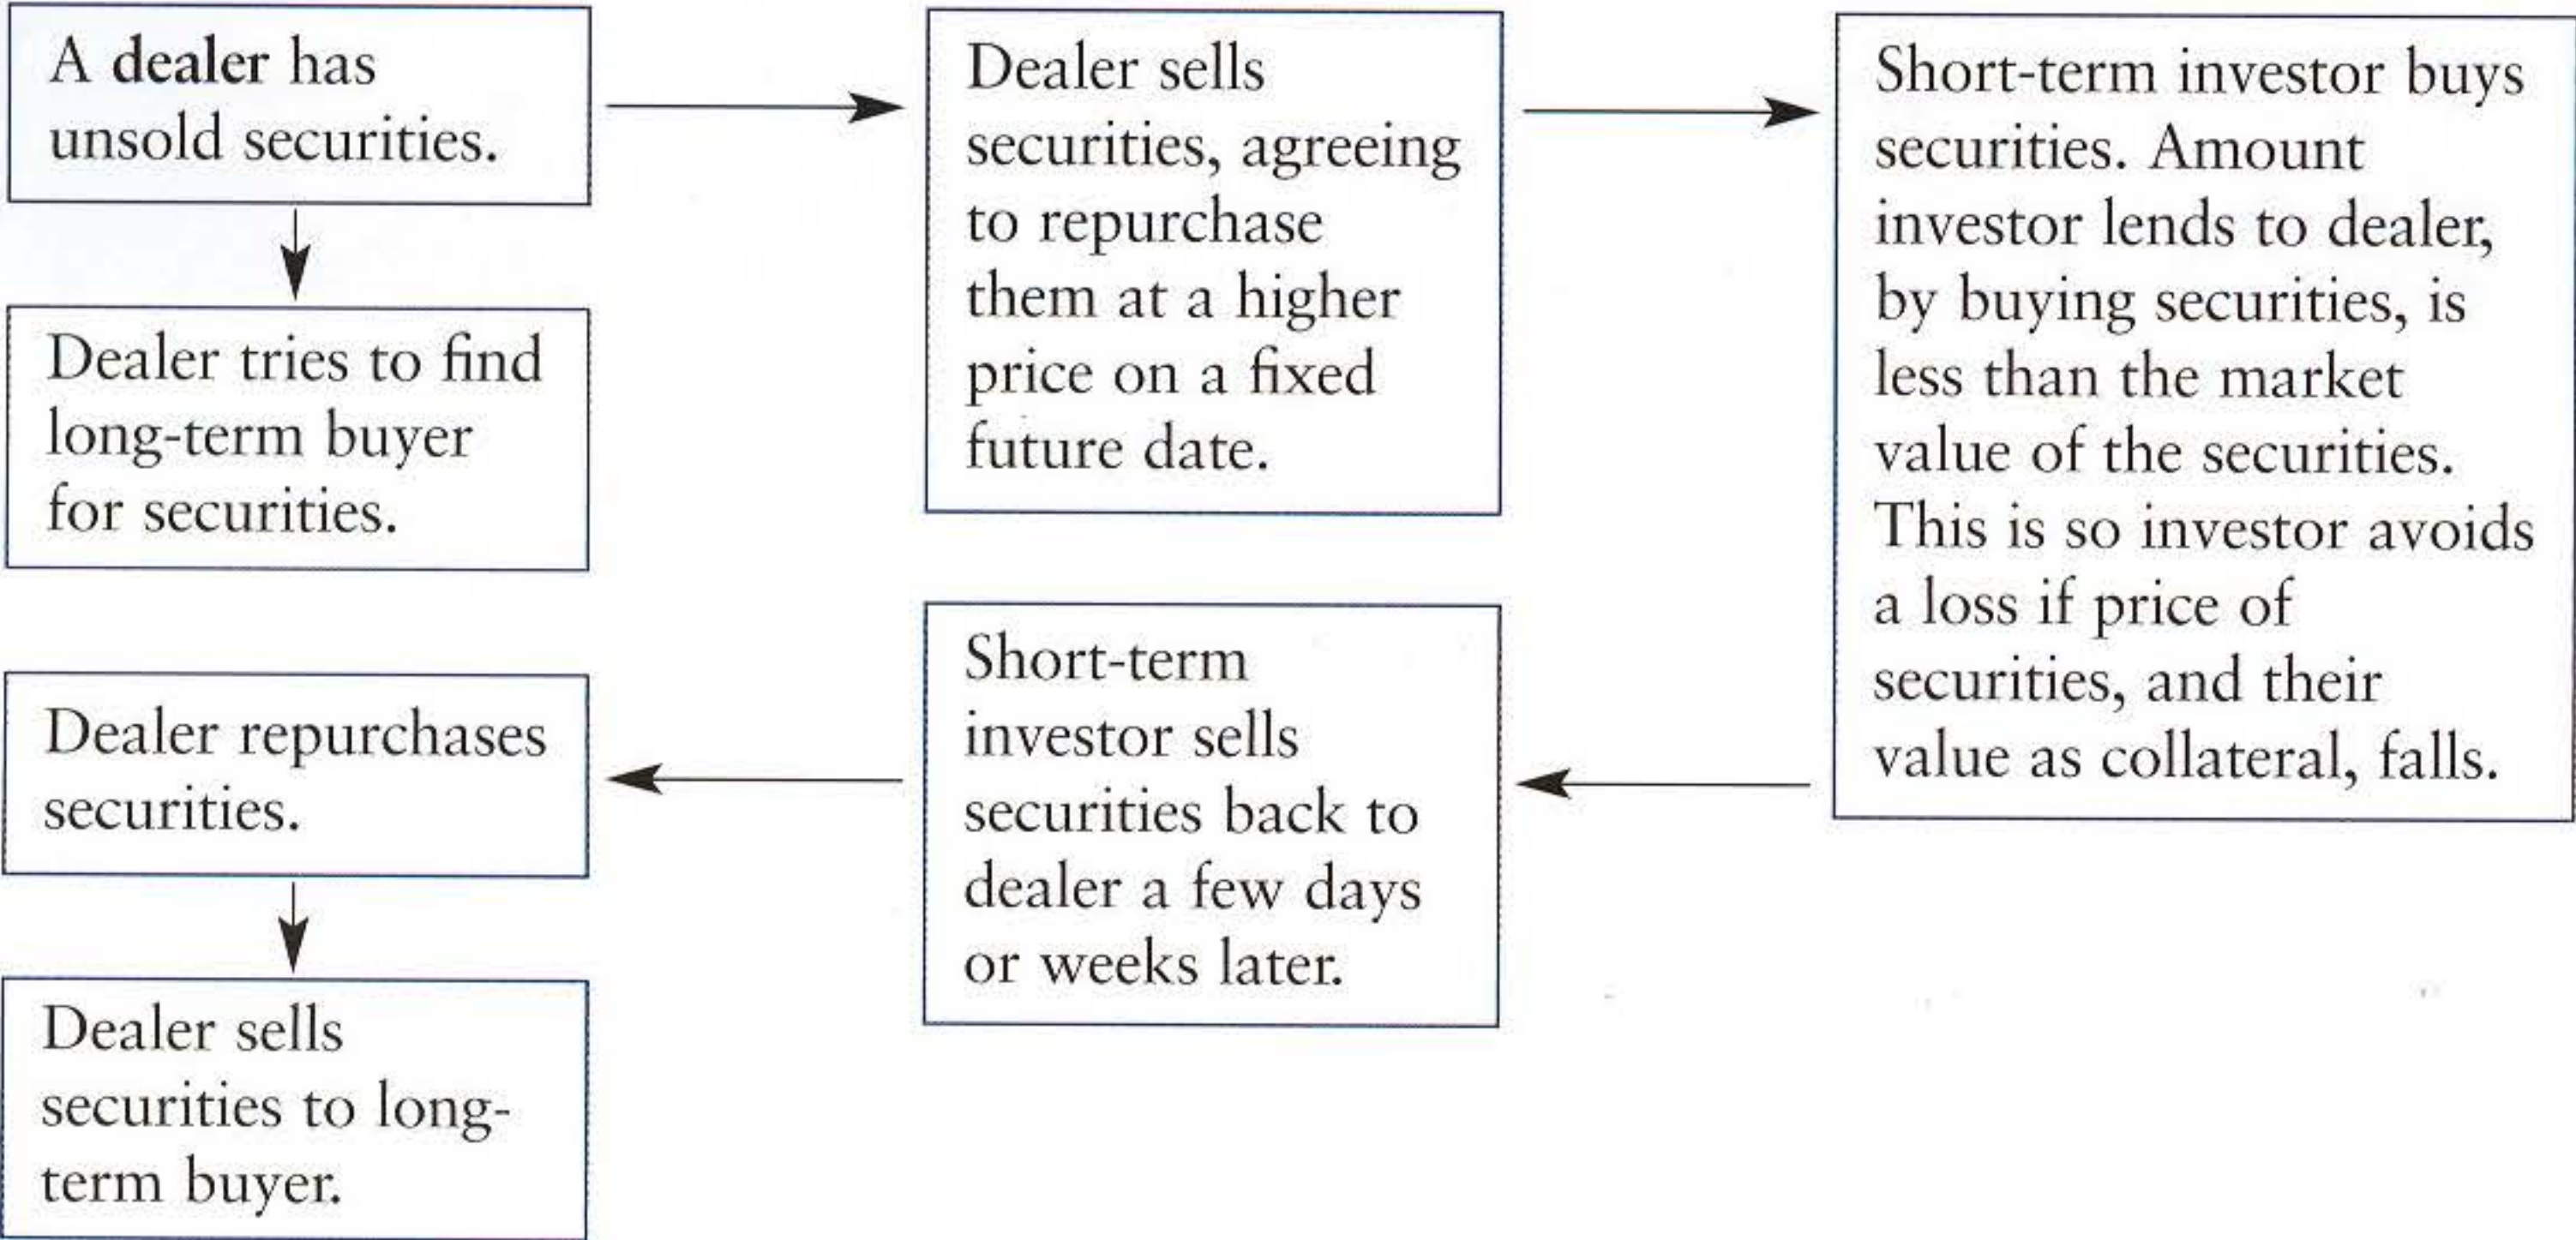 A dealer has
unsold securities.
Dealer tries to find
long-term buyer
for securities.
Dealer sells
securities, agreeing
to repurchase
them at a higher
price on a fixed
future date.
Short-term investor buys
securities. Amount
investor lends to dealer,
by buying securities, is
less than the market
value of the securities.
This is so investor avoids
a loss if price of
securities, and their
value as collateral, falls.
Short-term
investor sells
securities back to
dealer a few days
or weeks later.
Dealer repurchases
securities.
Dealer sells
securities to long-
term buyer.